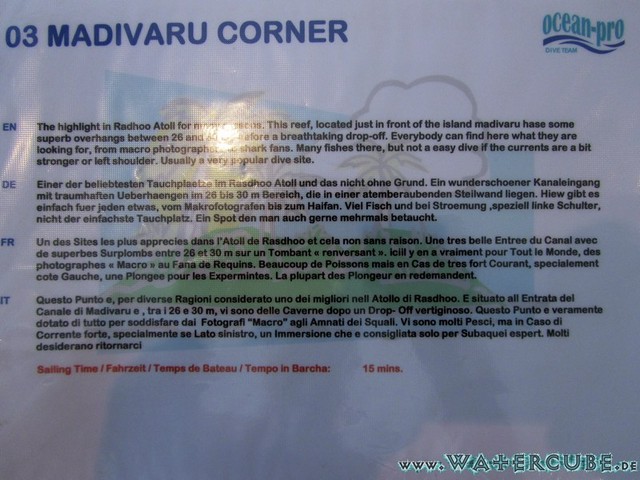 03 MADIVARU CORNER
ocean-pro
DIVE TEAM
EN
The highlight in Radhoo Atoll for . This reef, located just in front of the island madivaru hase some
superb overhangs between 26 and before a breathtaking drop-off. Everybody can find here what they are
looking for, from macro photographers shark fans. Many fishes there, but not a easy dive if the currents are a bit
stronger or left shoulder. Usually a very popular dive site.
DE
Einer der beliebtesten Tauchplaetze im Rasdhoo Atoll und das nicht ohne Grund. Ein wunderschoener Kanaleingang
mit traumhaften Ueberhaengen im 26 bis 30 m Bereich, die in einer atemberaubenden Steilwand liegen. Hiew gibt es
einfach fuer jeden etwas, vom Makrofotografen bis zum Haifan. Viel Fisch und bei Stroemung ,speziell linke Schulter,
nicht der einfachste Tauchplatz. Ein Spot den man auch gerne mehrmals betaucht.
FR
Un des Sites les plus apprecies dans l'Atoll de Rasdhoo et cela non sans raison. Une tres belle Entree du Canal avec
de superbes Surplombs entre 26 et 30 m sur un Tombant « renversant ». Iciil y en a vraiment pour Tout le Monde, des
photographes « Macro » au Fana de Requins. Beaucoup de Poissons mais en Cas de tres fort Courant, specialement
cote Gauche, une Plongee pour les Expermintes. La plupart des Plongeur en redemandent.
IT
Questo Punto e, per diverse Ragioni considerato uno dei migliori nell Atollo di Rasdhoo. E situato all Entrata del
Canale di Madivaru e , tra i 26 e 30 m, vi sono delle Caverne dopo un Drop- Off vertiginoso. Questo Punto e veramente
dotato di tutto per soddisfare dai Fotografi "Macro" agli Amnati dei Squali. Vi sono molti Pesci, ma in Caso di
Corrente forte, specialmente se Lato sinistro, un Immersione che e consigliata solo per Subaquei espert. Molti
desiderano ritornarci
Sailing Time / Fahrzeit / Temps de Bateau / Tempo in Barcha: 15 mins.
www.WATERCUBE.DE